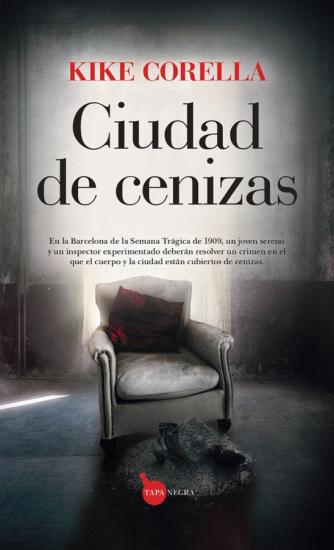 KIKE CORELLA
Ciudad
de cenizas
En la Barcelona de la Semana Trágica de 1909, un joven sereno
y un inspector experimentado deberán resolver un crimen en el
que el cuerpo y la ciudad están cubiertos de cenizas.
TAPA NEGRA